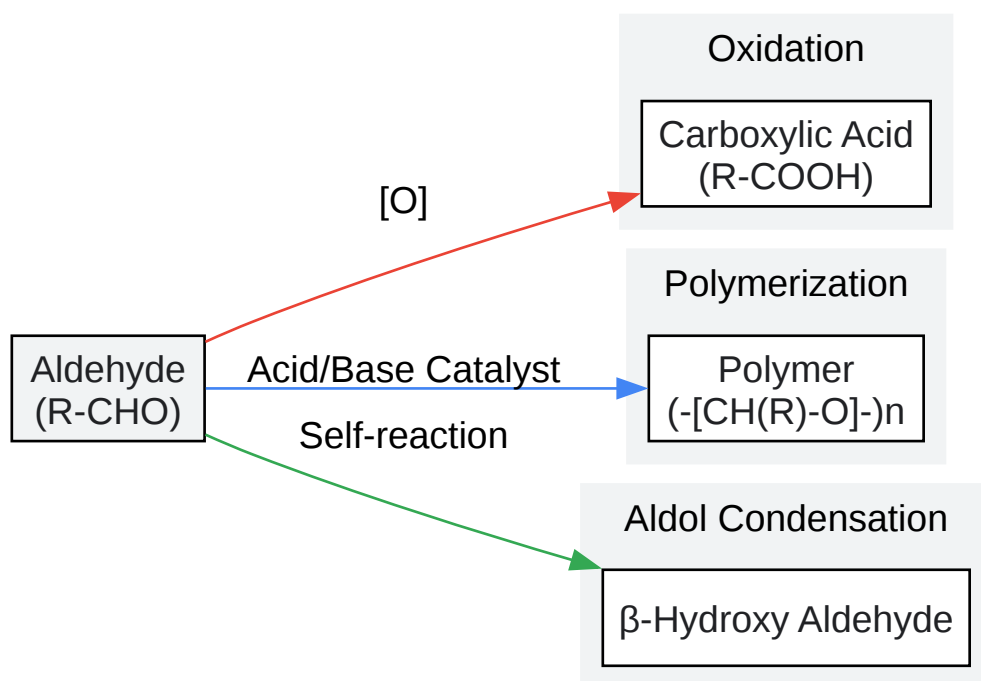 Oxidation
Carboxylic Acid
(R-COOH)
[O]
Polymerization
Aldehyde
(R-CHO)
Acid/Base Catalyst
Polymer
(-[CH(R)-O]-)n
Self-reaction
Aldol Condensation
β-Hydroxy Aldehyde